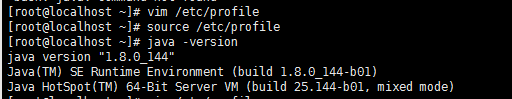 [root@localhost ~]# vim /etc/profile
[root@localhost ~]# source /etc/profile
[root@localhost ~]# java -version
java version "1.8.0_144"
Java(TM) SE Runtime Environment (build 1.8.0_144-b01)
Java HotSpot(TM) 64-Bit Server VM (build 25.144-b01, mixed mode)